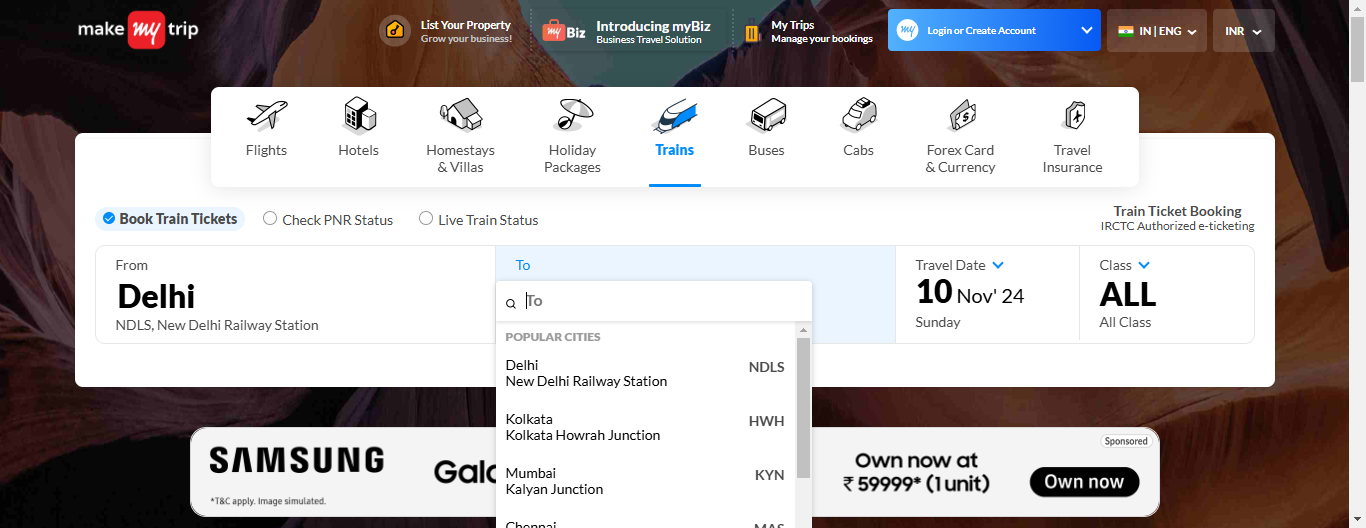 make my trip
List Your Property
Grow your business!
my Biz
Introducing myBiz
Business Travel Solution
My Trips
Manage your bookings
my
Login or Create Account
IN | ENG
INR
Flights
Hotels
Homestays
& Villas
Holiday
Packages
Trains
Buses
Cabs
Forex Card
& Currency
Travel
Insurance
Book Train Tickets
Check PNR Status
Live Train Status
Train Ticket Booking
IRCTC Authorized e-ticketing
From
Delhi
NDLS, New Delhi Railway Station
To
To
POPULAR CITIES
Delhi
NDLS
New Delhi Railway Station
Kolkata
HWH
Kolkata Howrah Junction
Mumbai
KYN
Kalyan Junction
Chennai
MAS
Travel Date
10 Nov' 24
Sunday
Class
ALL
All Class
SAMSUNG
*T&C apply. Image simulated.
Sponsored
Own now at
₹ 59999* (1 unit)
Own now